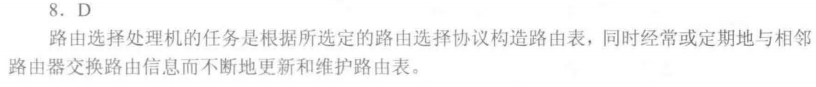 8. D
路由选择处理机的任务是根据所选定的路由选择协议构造路由表，同时经常或定期地与相邻
路由器交换路由信息而不断地更新和维护路由表。